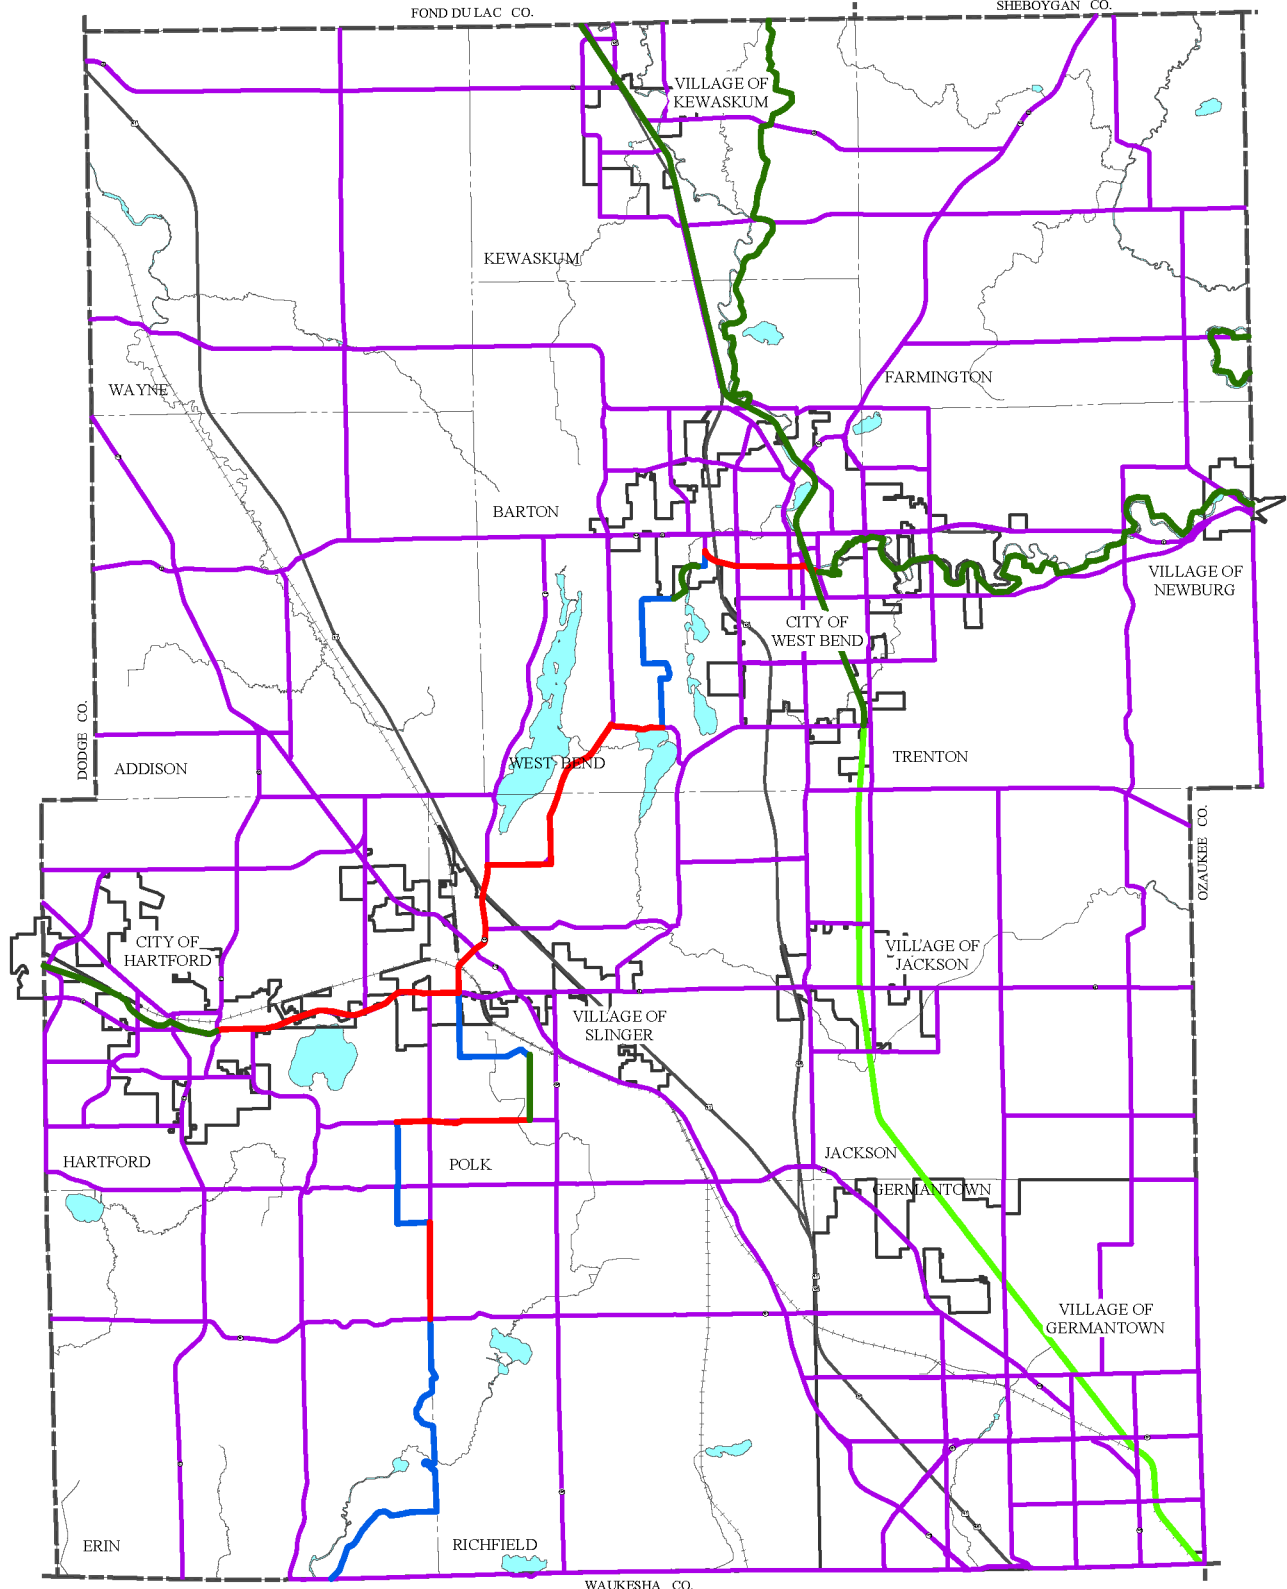 FOND DU LAC CO.
SHEBOYGAN CO.
VILLAGE OF
KEWASKUM
KEWASKUM
WAYNE
FARMINGTON
BARTON
VILLAGE OF
NEWBURG
CITY OF
WEST BEND
DODGE CO.
ADDISON
WEST BEND
TRENTON
OZAUKEE CO.
CITY OF
HARTFORD
VILLAGE OF
JACKSON
VILLAGE OF
SLINGER
HARTFORD
POLK
JACKSON
GERMANTOWN
VILLAGE OF
GERMANTOWN
ERIN
RICHFIELD
WAUKESHA CO.